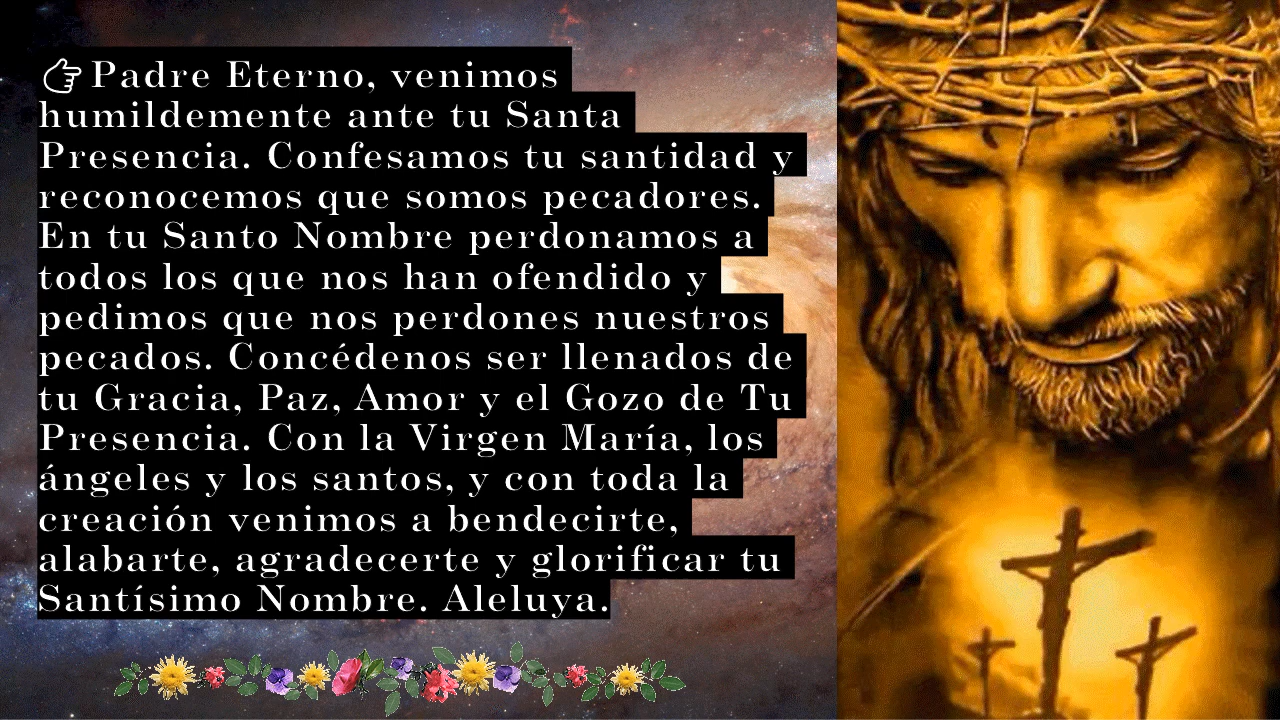 👉Padre Eterno, venimos
humildemente ante tu Santa
Presencia. Confesamos tu santidad y
reconocemos que somos pecadores.
En tu Santo Nombre perdonamos a
todos los que nos han ofendido y
pedimos que nos perdones nuestros
pecados. Concédenos ser llenados de
tu Gracia, Paz, Amor y el Gozo de Tu
Presencia. Con la Virgen María, los
ángeles y los santos, y con toda la
creación venimos a bendecirte,
alabarte, agradecerte y glorificar tu
Santísimo Nombre. Aleluya.